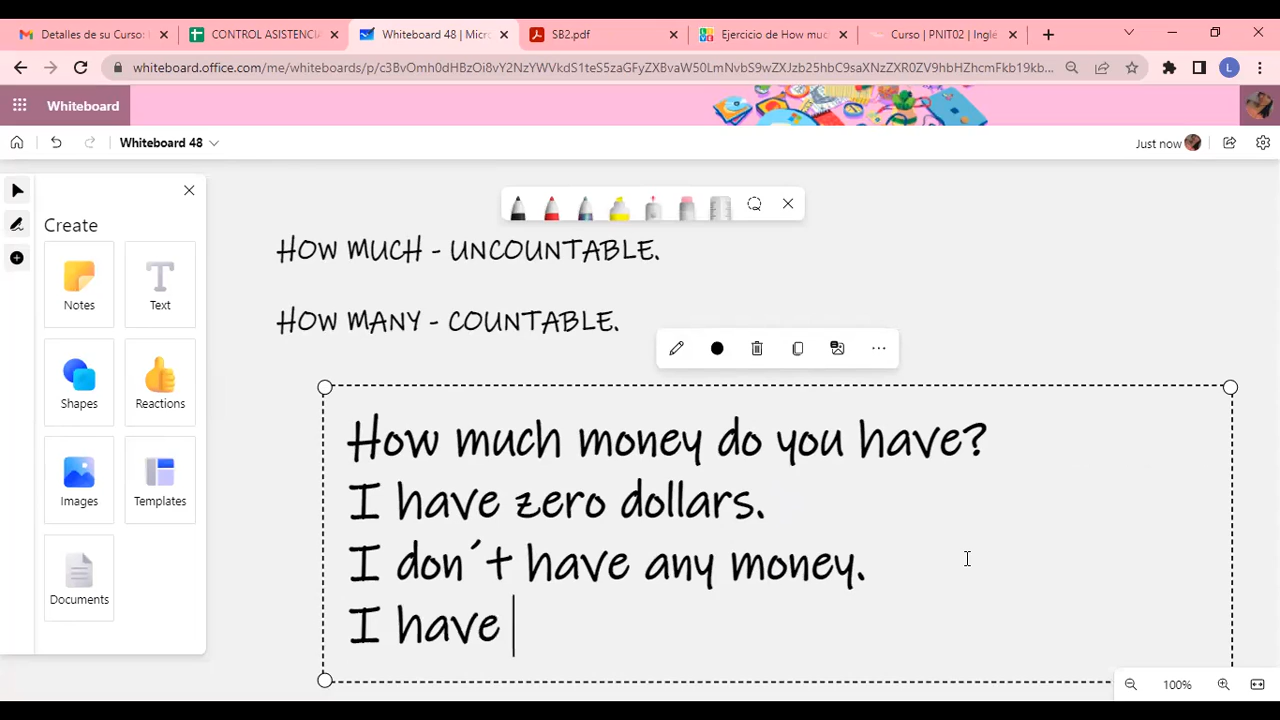 Detalles de su Curso:
CONTROL ASISTENCIA
Whiteboard 48 | Micr
SB2.pdf
Ejercicio de How muc
Curso | PNIT02 | Inglé
Whiteboard
Whiteboard 48
Just now
Create
Notes
Text
Shapes
Reactions
Images
Templates
Documents
HOW MUCH - UNCOUNTABLE.
HOW MANY - COUNTABLE.
How much money do you have?
I have zero dollars.
I don´t have any money.
I have
100%
L